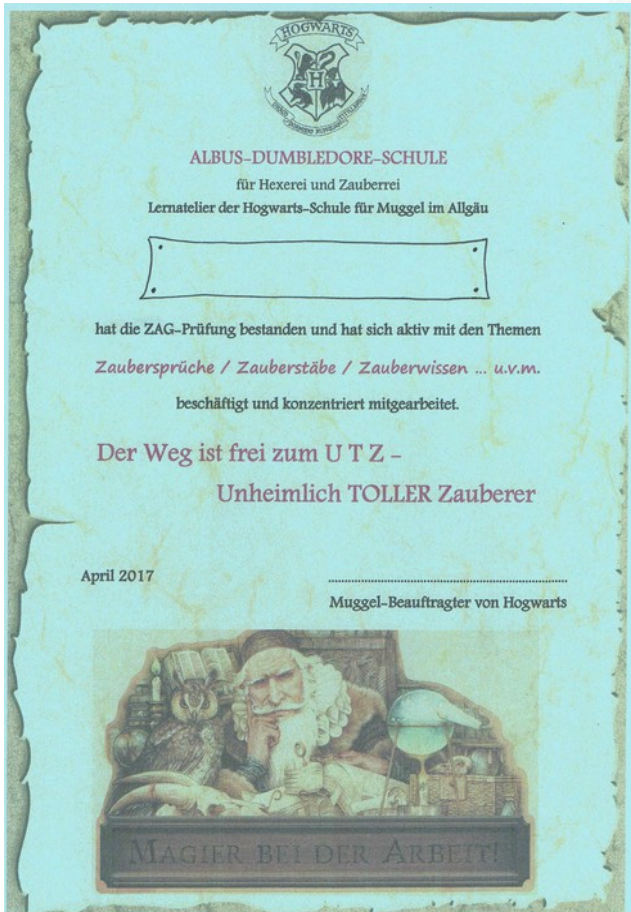 HOGWARTS
H
ALBUS-DUMBLEDORE-SCHULE
für Hexerei und Zauberrei
Lernatelier der Hogwarts-Schule für Muggel im Allgäu
hat die ZAG-Prüfung bestanden und hat sich aktiv mit den Themen
Zaubersprüche / Zauberstäbe / Zauberwissen ... u.v.m.
beschäftigt und konzentriert mitgearbeitet.
Der Weg ist frei zum U T Z –
Unheimlich TOLLER Zauberer
April 2017
Muggel-Beauftragter von Hogwarts
MAGIER BEI DER ARBEIT!